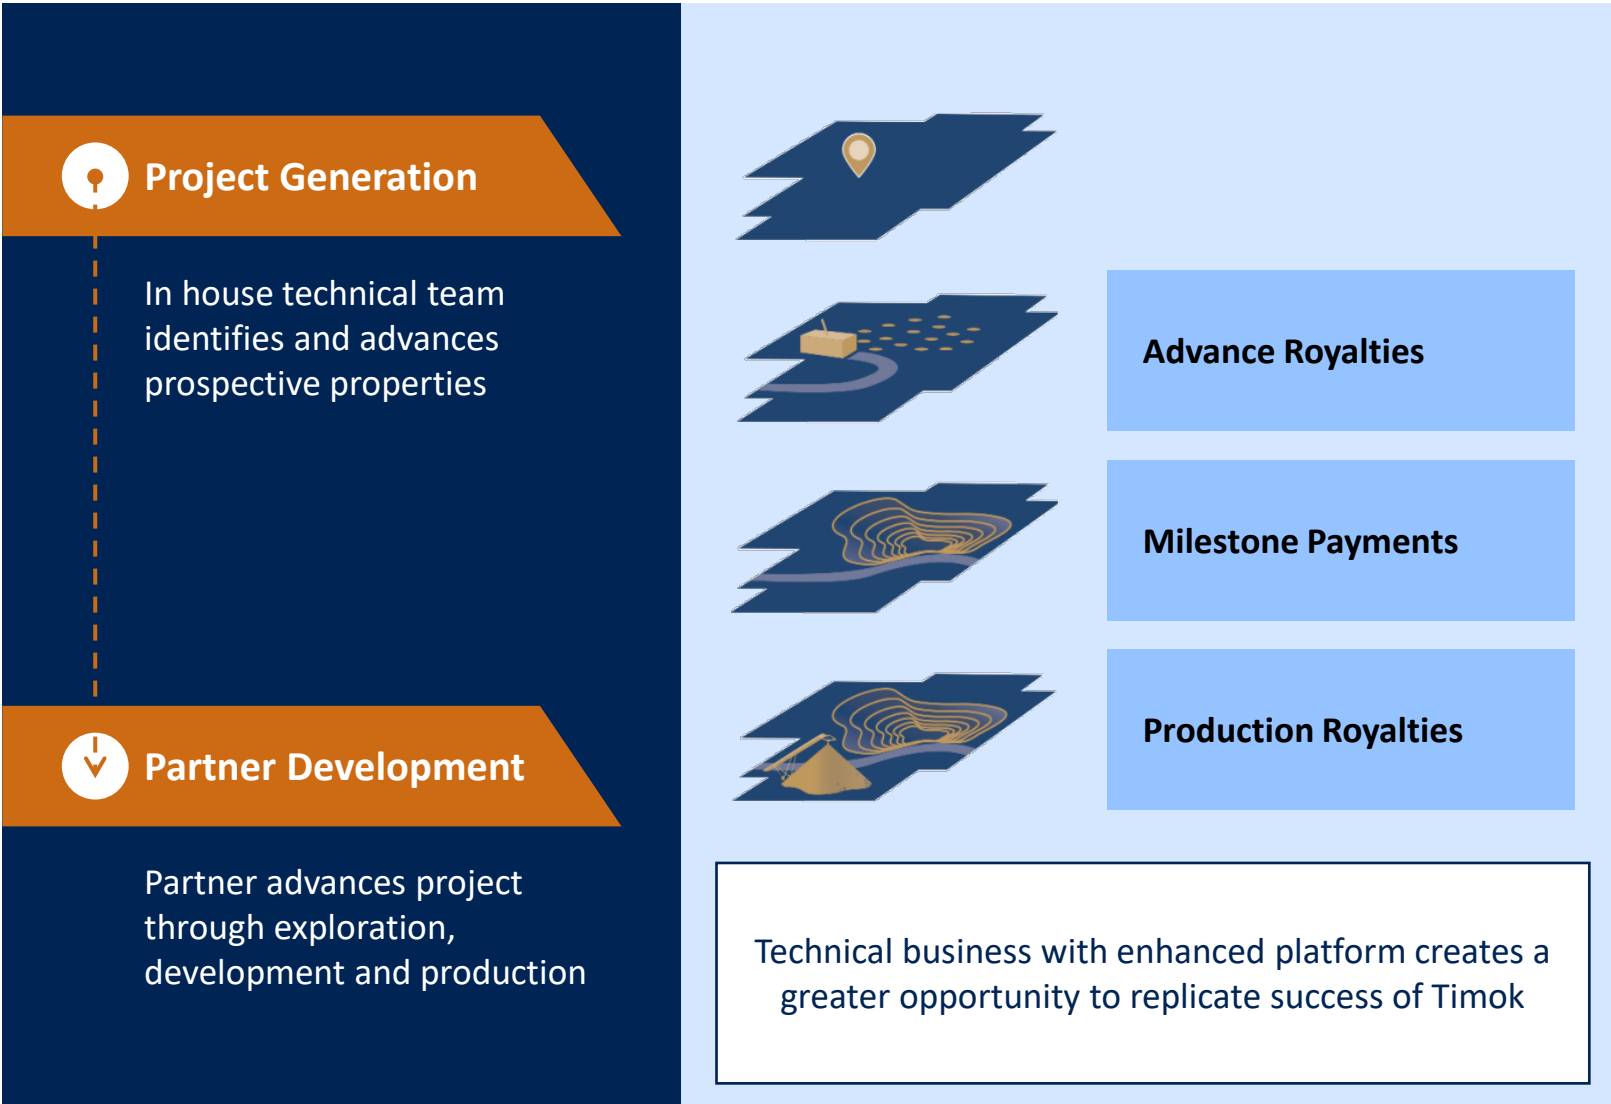 Project Generation
In house technical team
identifies and advances
prospective properties
Partner Development
Partner advances project
through exploration,
development and production
Advance Royalties
Milestone Payments
Production Royalties
Technical business with enhanced platform creates a
greater opportunity to replicate success of Timok